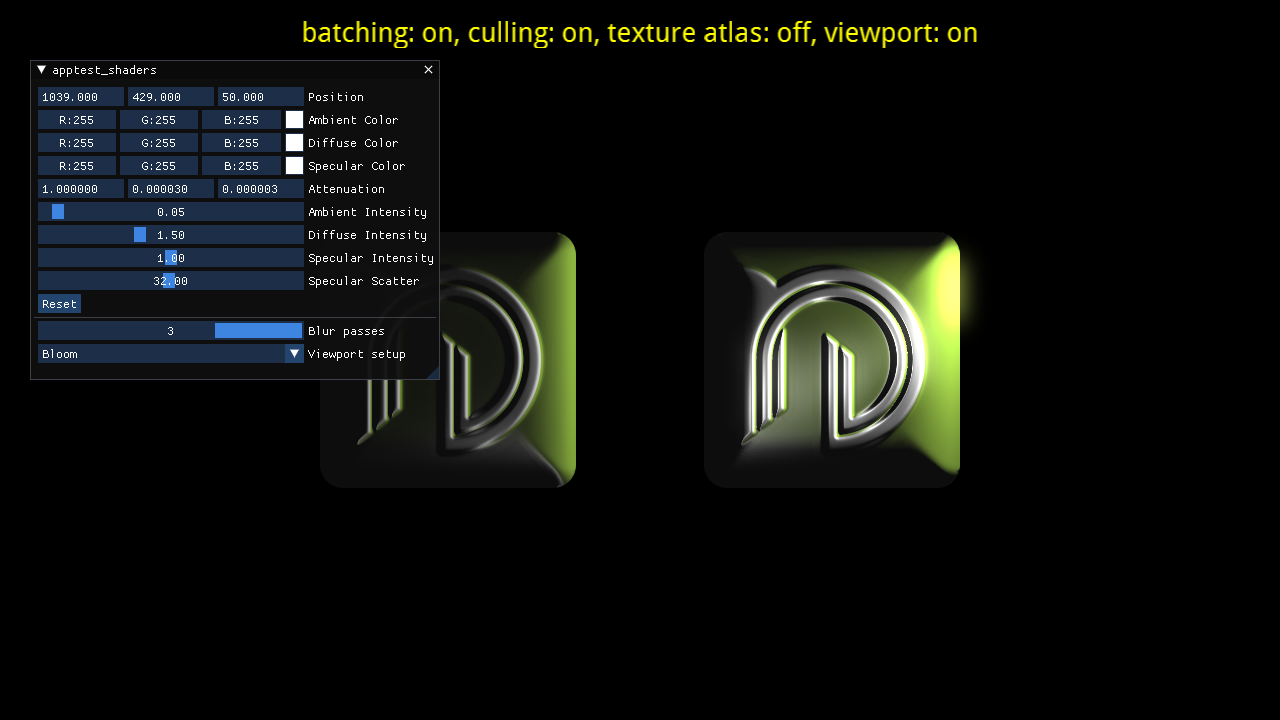 batching: on, culling: on, texture atlas: off, viewport: on
apptest_shaders
1039.000 429.000 50.000 Position
R:255 G:255 B:255 Ambient Color
R:255 G:255 B:255 Diffuse Color
R:255 G:255 B:255 Specular Color
1.000000 0.000030 0.000003 Attenuation
0.05 Ambient Intensity
1.50 Diffuse Intensity
1.00 Specular Intensity
32.00 Specular Scatter
Reset
3 Blur passes
Bloom Viewport setup